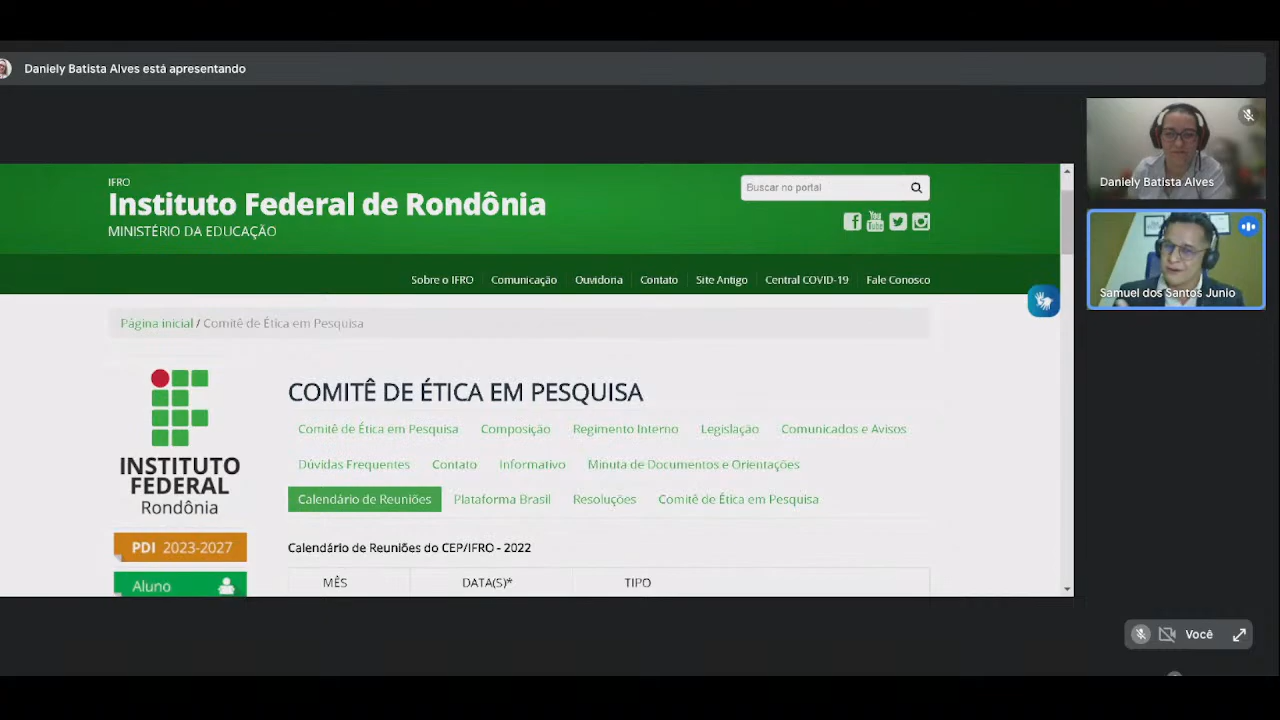 Daniely Batista Alves está apresentando
IFRO
Instituto Federal de Rondônia
MINISTÉRIO DA EDUCAÇÃO
Buscar no portal
You
Tube
Sobre o IFRO Comunicação Ouvidoria Contato Site Antigo Central COVID-19 Fale Conosco
Página inicial / Comitê de Ética em Pesquisa
COMITÊ DE ÉTICA EM PESQUISA
Comitê de Ética em Pesquisa Composição Regimento Interno Legislação Comunicados e Avisos
Dúvidas Frequentes Contato Informativo Minuta de Documentos e Orientações
Calendário de Reuniões Plataforma Brasil Resoluções Comitê de Ética em Pesquisa
INSTITUTO
FEDERAL
Rondônia
PDI 2023-2027
Aluno
Calendário de Reuniões do CEP/IFRO - 2022
MÊS DATA(S)* TIPO
Daniely Batista Alves
Samuel dos Santos Junio
Você